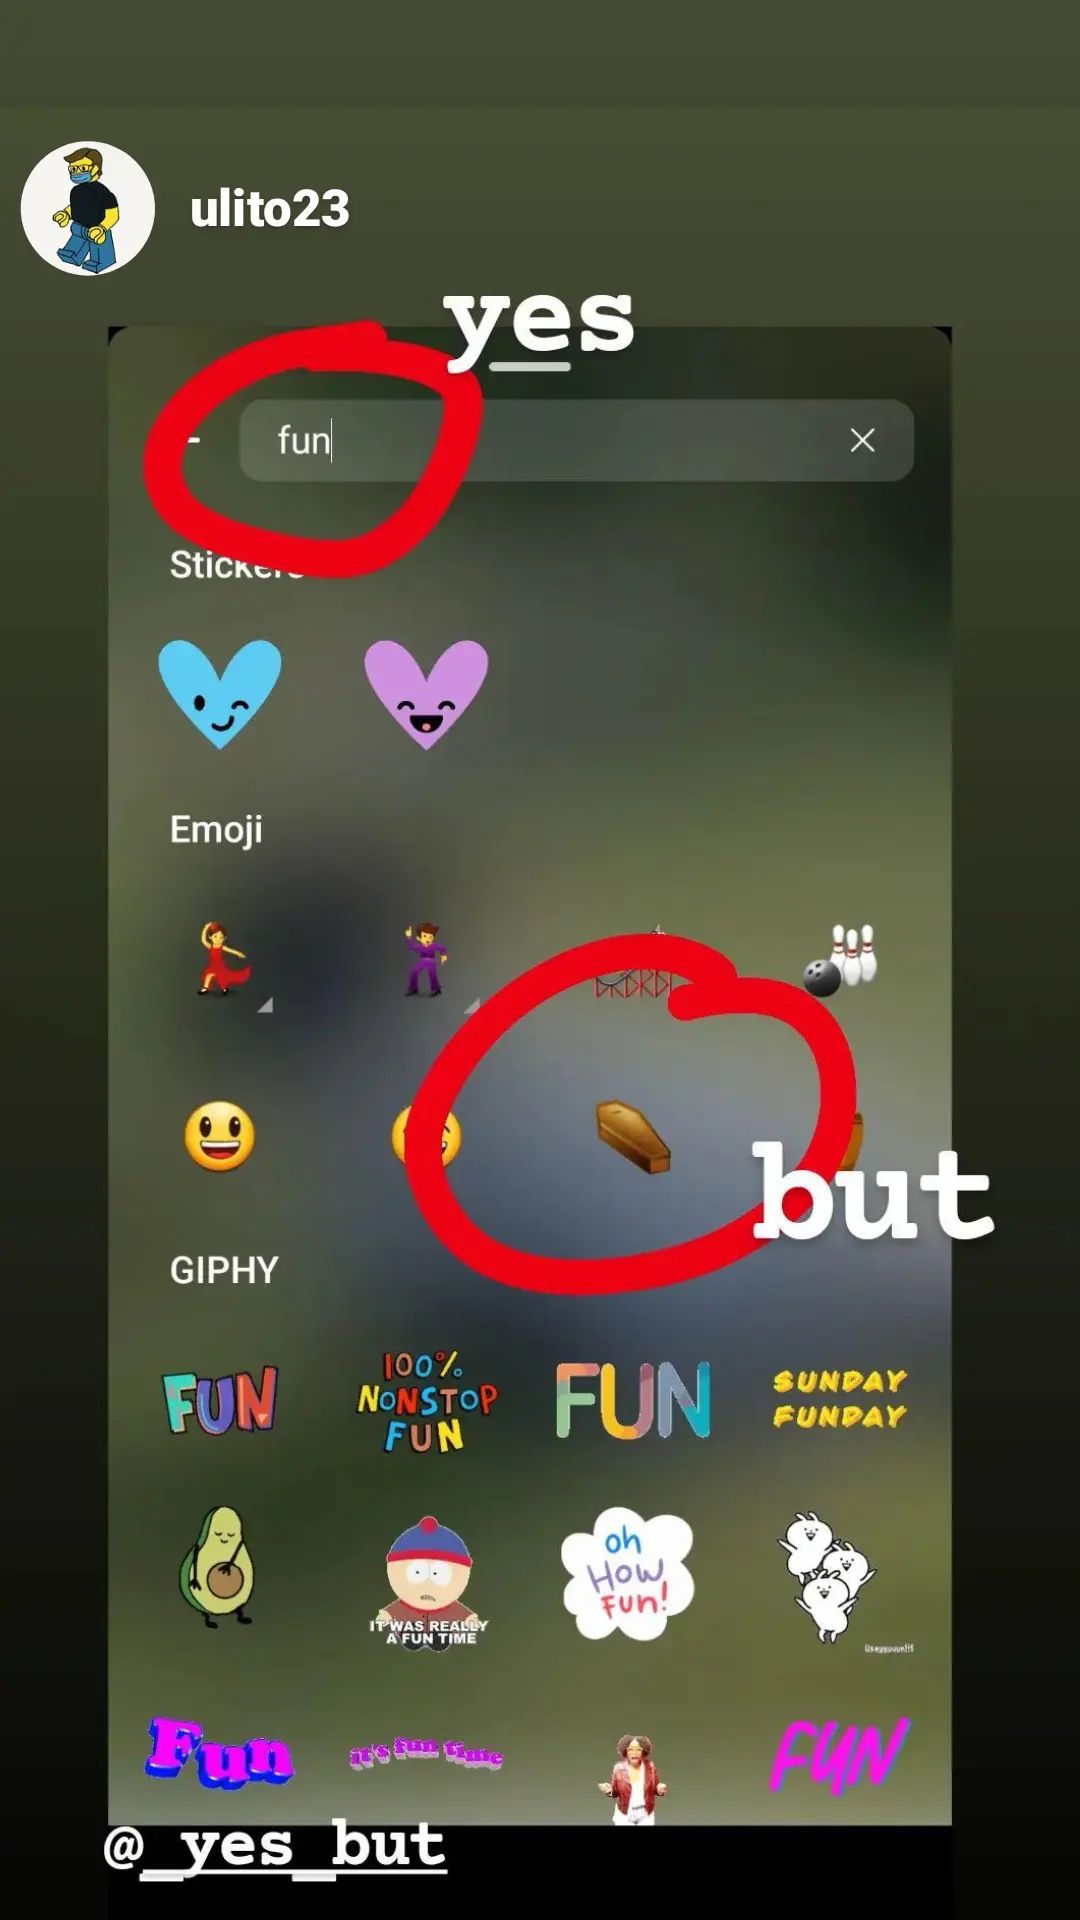 ulito23
yes
fun
Stickers
Emoji
but
GIPHY
FUN
100%
NONSTOP
FUN
FUN
SUNDAY
FUNDAY
IT WAS REALLY
A FUN TIME
oh
HOW
Fun!
Fun
it's fun time
FUN
@_yes_but